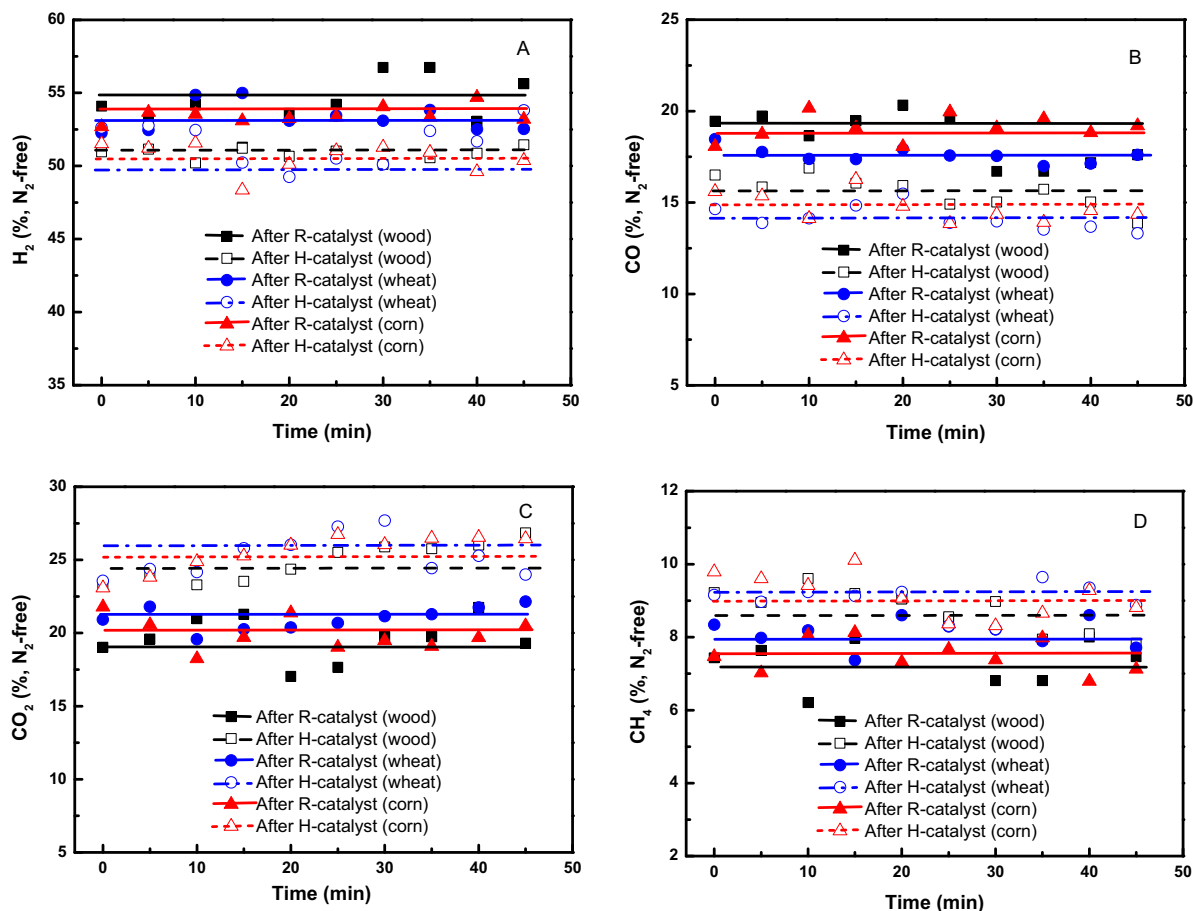 A
H2 (%, N2-free)
60
55
50
45
40
35
After R-catalyst (wood)
After H-catalyst (wood)
After R-catalyst (wheat)
After H-catalyst (wheat)
After R-catalyst (corn)
After H-catalyst (corn)
0 10 20 30 40 50
Time (min)
B
CO (%, N2-free)
25
20
15
10
5
After R-catalyst (wood)
After H-catalyst (wood)
After R-catalyst (wheat)
After H-catalyst (wheat)
After R-catalyst (corn)
After H-catalyst (corn)
0 10 20 30 40 50
Time (min)
C
CO2 (%, N2-free)
30
25
20
15
10
5
After R-catalyst (wood)
After H-catalyst (wood)
After R-catalyst (wheat)
After H-catalyst (wheat)
After R-catalyst (corn)
After H-catalyst (corn)
0 10 20 30 40 50
Time (min)
D
CH4 (%, N2-free)
12
10
8
6
4
2
After R-catalyst (wood)
After H-catalyst (wood)
After R-catalyst (wheat)
After H-catalyst (wheat)
After R-catalyst (corn)
After H-catalyst (corn)
0 10 20 30 40 50
Time (min)